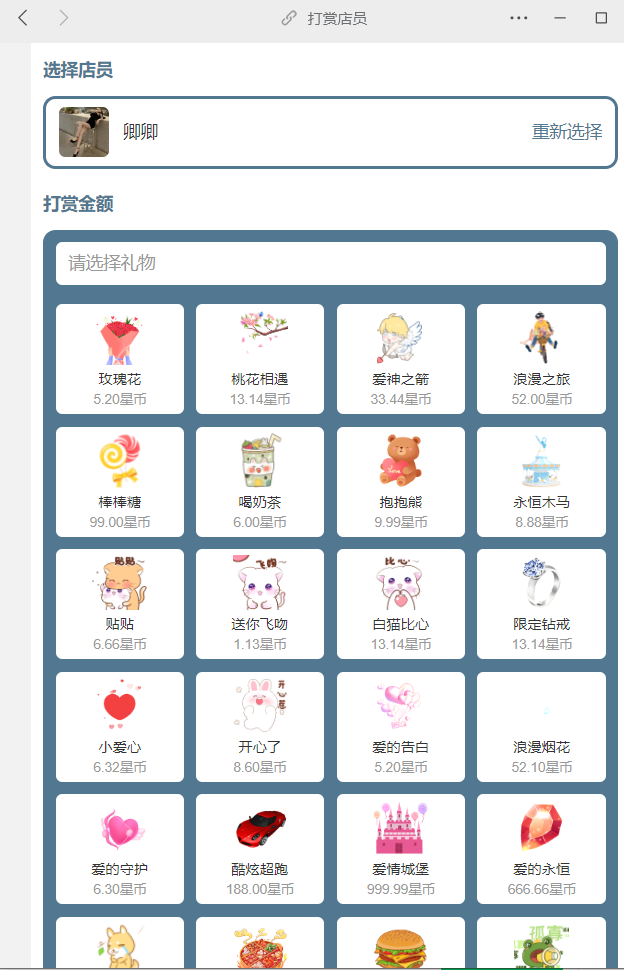 打赏店员
选择店员
卿卿
重新选择
打赏金额
请选择礼物
玫瑰花
5.20星币
桃花相遇
13.14星币
爱神之箭
33.44星币
浪漫之旅
52.00星币
棒棒糖
99.00星币
喝奶茶
6.00星币
抱抱熊
9.99星币
永恒木马
8.88星币
贴贴~
贴贴
6.66星币
飞吻~
送你飞吻
1.13星币
比心~
白猫比心
13.14星币
限定钻戒
13.14星币
小爱心
6.32星币
开心
开心了
8.60星币
爱的告白
5.20星币
浪漫烟花
52.10星币
爱的守护
6.30星币
酷炫超跑
188.00星币
爱情城堡
999.99星币
爱的永恒
666.66星币
孤寡